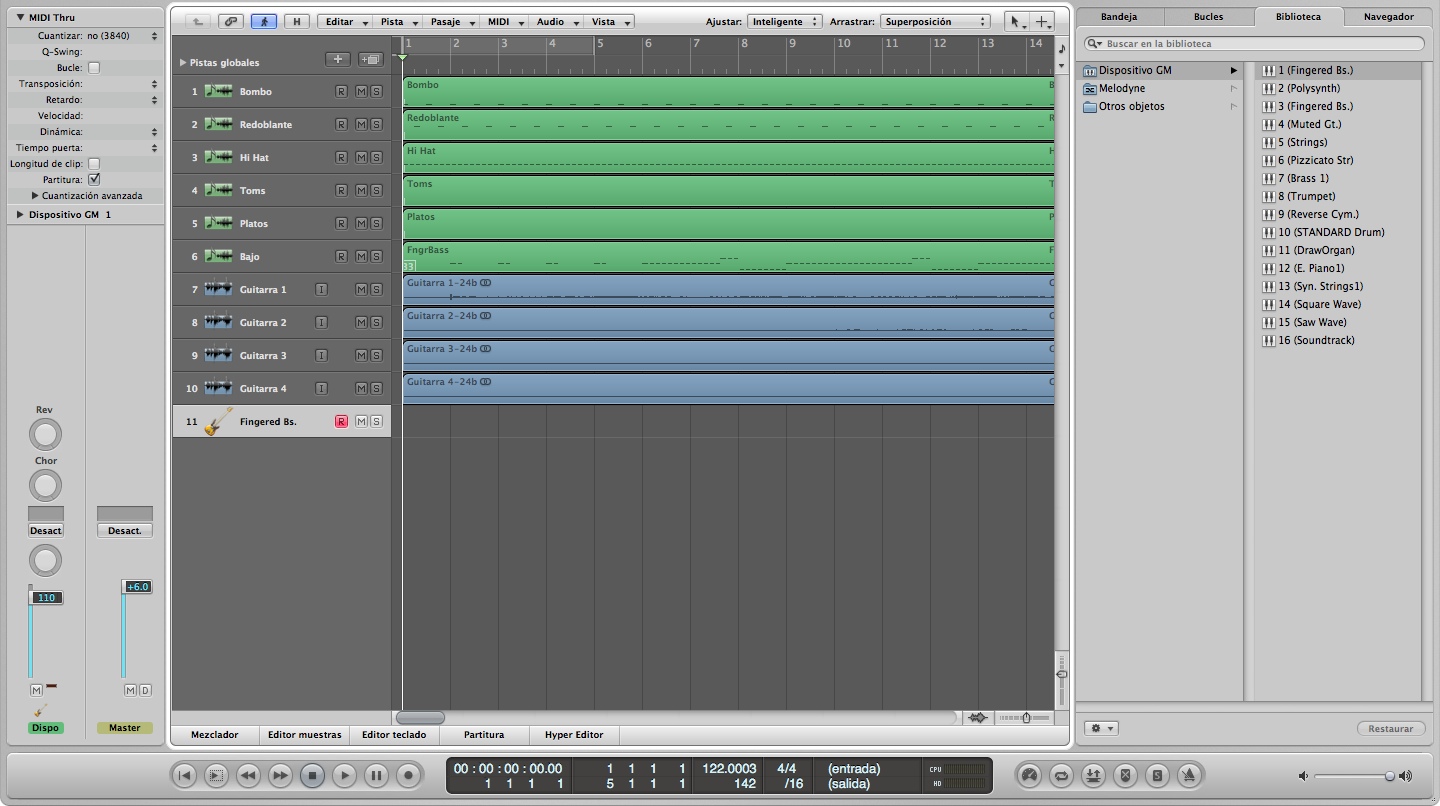 MIDI Thru
Cuantizar: no (3840)
Q-Swing:
Bucle:
Transposición:
Retardo:
Velocidad:
Dinámica:
Tiempo puerta:
Longitud de clip:
Partitura:
Cuantización avanzada
Dispositivo GM 1
Rev
Chor
Desact
Desact.
110
+6.0
M
M D
Dispo
Master
H Editar Pista Pasaje MIDI Audio Vista Ajustar: Inteligente Arrastrar: Superposición
Pistas globales
1 2 3 4 5 6 7 8 9 10 11 12 13 14
1 Bombo R M S
2 Redoblante R M S
3 Hi Hat R M S
4 Toms R M S
5 Platos R M S
6 Bajo R M S
7 Guitarra 1 I M S
8 Guitarra 2 I M S
9 Guitarra 3 I M S
10 Guitarra 4 I M S
11 Fingered Bs. R M S
Bombo
Redoblante
Hi Hat
Toms
Platos
FngrBass
33
Guitarra 1-24b
Guitarra 2-24b
Guitarra 3-24b
Guitarra 4-24b
Mezclador Editor muestras Editor teclado Partitura Hyper Editor
Bandeja Bucles Biblioteca Navegador
Buscar en la biblioteca
Dispositivo GM
Melodyne
Otros objetos
1 (Fingered Bs.)
2 (Polysynth)
3 (Fingered Bs.)
4 (Muted Gt.)
5 (Strings)
6 (Pizzicato Str)
7 (Brass 1)
8 (Trumpet)
9 (Reverse Cym.)
10 (STANDARD Drum)
11 (DrawOrgan)
12 (E. Piano1)
13 (Syn. Strings1)
14 (Square Wave)
15 (Saw Wave)
16 (Soundtrack)
Restaurar
00 : 00 : 00 : 00.00 1 1 1 1 122.0003 4/4 (entrada) CPU
1 1 1 1 5 1 1 1 142 /16 (salida) HD
S